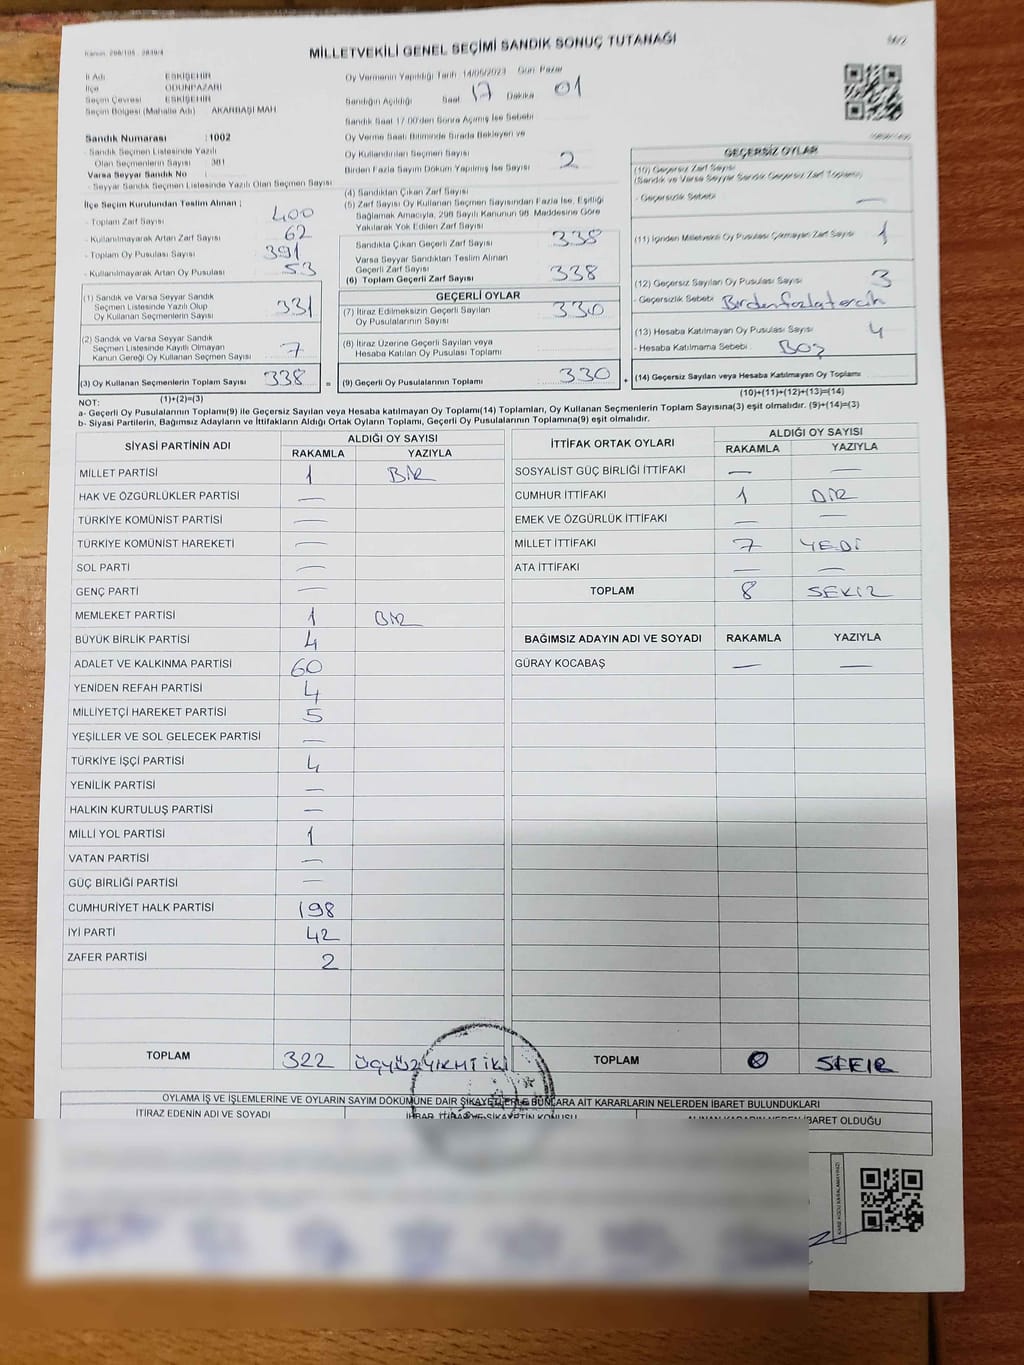 Kanun: 298/105 - 2839/4
MİLLETVEKİLİ GENEL SEÇİMİ SANDIK SONUÇ TUTANAĞI
İl Adı ESKİŞEHİR
İlçe ODUNPAZARI
Seçim Çevresi ESKİŞEHİR
Seçim Bölgesi (Mahalle Adı) AKARBAŞI MAH.
Sandık Numarası : 1002
- Sandık Seçmen Listesinde Yazılı
Olan Seçmenlerin Sayısı : 381
Varsa Seyyar Sandık No :
- Seyyar Sandık Listesinde Yazılı Olan Seçmen Sayısı
İlçe Seçim Kurulundan Teslim Alınan ;
- Toplam Zarf Sayısı 400
- Kullanılmayarak Artan Zarf Sayısı 62
- Toplam Oy Pusulası Sayısı 391
- Kullanılmayarak Artan Oy Pusulası 53
(1) Sandık ve Varsa Seyyar Sandık
Seçmen Listesinde Yazılı Olup
Oy Kullanan Seçmenlerin Sayısı 331
(2) Sandık ve Varsa Seyyar Sandık
Seçmen Listesinde Kayıtlı Olmayan
Kanun Gereği Oy Kullanan Seçmen Sayısı 7
(3) Oy Kullanan Seçmenlerin Toplam Sayısı 338
(1)+(2)=(3)
Oy Vermenin Yapıldığı Tarih :14/05/2023 Gün: Pazar
Sandığın Açıldığı Saat 17 Dakika 01
Sandık Saat 17:00'den Sonra Açılmış İse Sebebi
Oy Verme Saati Bitiminde Sırada Bekleyen ve
Oy Kullandırılan Seçmen Sayısı
Birden Fazla Sayım Döküm Yapılmış İse Sayısı 2
(4) Sandıktan Çıkan Zarf Sayısı
(5) Zarf Sayısı Oy Kullanan Seçmen Sayısından Fazla İse, Eşitliği
Sağlamak Amacıyla, 298 Sayılı Kanunun 98. Maddesine Göre
Yakılarak Yok Edilen Zarf Sayısı
Sandıkta Çıkan Geçerli Zarf Sayısı 338
Varsa Seyyar Sandıktan Teslim Alınan
Geçerli Zarf Sayısı
(6) Toplam Geçerli Zarf Sayısı 338
GEÇERLİ OYLAR
(7) İtiraz Edilmeksizin Geçerli Sayılan
Oy Pusulalarının Sayısı 330
(8) İtiraz Üzerine Geçerli Sayılan veya
Hesaba Katılan Oy Pusulası Toplamı
= (9) Geçerli Oy Pusulalarının Toplamı 330 +
56/2
GEÇERSİZ OYLAR
(10) Geçersiz Zarf Sayısı
(Sandık ve Varsa Seyyar Sandık Geçersiz Zarf Toplamı)
- Geçersizlik Sebebi —
(11) İçinden Milletvekili Oy Pusulası Çıkmayan Zarf Sayısı 1
(12) Geçersiz Sayılan Oy Pusulası Sayısı 3
- Geçersizlik Sebebi Birden fazla tercih
(13) Hesaba Katılmayan Oy Pusulası Sayısı 4
- Hesaba Katılmama Sebebi : BOŞ
(14) Geçersiz Sayılan veya Hesaba Katılmayan Oy Toplamı
(10)+(11)+(12)+(13)=(14)
NOT:
a- Geçerli Oy Pusulalarının Toplamı(9) ile Geçersiz Sayılan veya Hesaba katılmayan Oy Toplamı(14) Toplamları, Oy Kullanan Seçmenlerin Toplam Sayısına(3) eşit olmalıdır. (9)+(14)=(3)
b- Siyasi Partilerin, Bağımsız Adayların ve İttifakların Aldığı Ortak Oyların Toplamı, Geçerli Oy Pusulalarının Toplamına(9) eşit olmalıdır.
SİYASİ PARTİNİN ADI ALDIĞI OY SAYISI
RAKAMLA YAZIYLA
MİLLET PARTİSİ 1 BİR
HAK VE ÖZGÜRLÜKLER PARTİSİ —
TÜRKİYE KOMÜNİST PARTİSİ —
TÜRKİYE KOMÜNİST HAREKETİ —
SOL PARTİ —
GENÇ PARTİ —
MEMLEKET PARTİSİ 1 BİR
BÜYÜK BİRLİK PARTİSİ 4
ADALET VE KALKINMA PARTİSİ 60
YENİDEN REFAH PARTİSİ 4
MİLLİYETÇİ HAREKET PARTİSİ 5
YEŞİLLER VE SOL GELECEK PARTİSİ —
TÜRKİYE İŞÇİ PARTİSİ 4
YENİLİK PARTİSİ —
HALKIN KURTULUŞ PARTİSİ —
MİLLİ YOL PARTİSİ 1
VATAN PARTİSİ —
GÜÇ BİRLİĞİ PARTİSİ —
CUMHURİYET HALK PARTİSİ 198
İYİ PARTİ 42
ZAFER PARTİSİ 2
TOPLAM 322 ÜÇYÜZYİRMİ İKİ
İTTİFAK ORTAK OYLARI ALDIĞI OY SAYISI
RAKAMLA YAZIYLA
SOSYALİST GÜÇ BİRLİĞİ İTTİFAKI — —
CUMHUR İTTİFAKI 1 BİR
EMEK VE ÖZGÜRLÜK İTTİFAKI — —
MİLLET İTTİFAKI 7 YEDİ
ATA İTTİFAKI — —
TOPLAM 8 SEKİZ
BAĞIMSIZ ADAYIN ADI VE SOYADI RAKAMLA YAZIYLA
GÜRAY KOCABAŞ — —
TOPLAM 0 SIFIR
OYLAMA İŞ VE İŞLEMLERİNE VE OYLARIN SAYIM DÖKÜMÜNE DAİR ŞİKAYETLERLE BUNLARA AİT KARARLARIN NELERDEN İBARET BULUNDUKLARI
İTİRAZ EDENİN ADI VE SOYADI İHBAR, İTİRAZ VE ŞİKAYETİN KONUSU ALINAN KARARIN NEDEN İBARET OLDUĞU